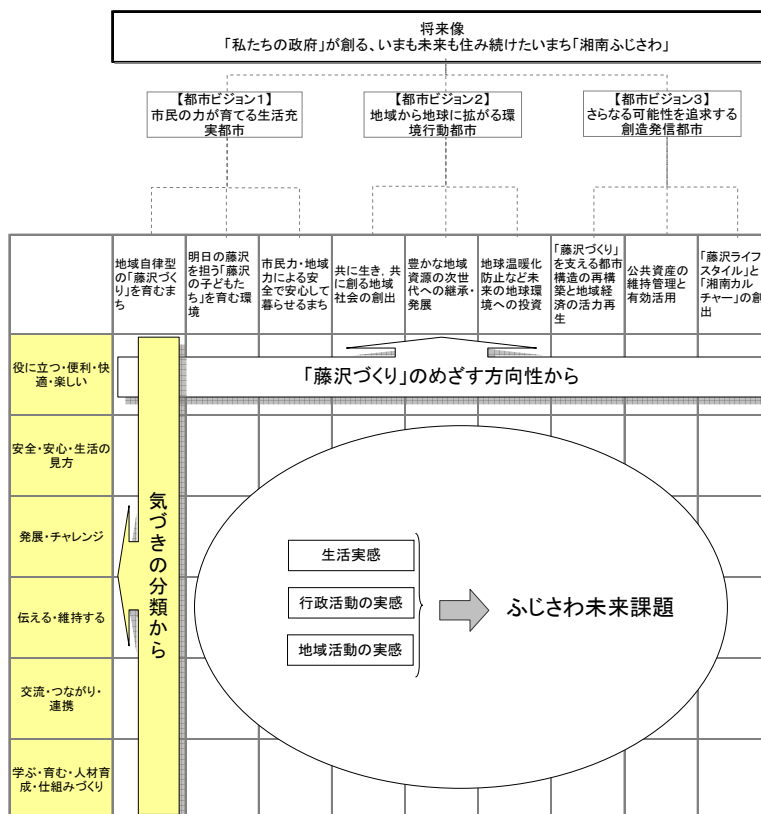 将来像
「私たちの政府」が創る、いまも未来も住み続けたいまち「湘南ふじさわ」
【都市ビジョン1】
市民の力が育てる生活充
実都市
【都市ビジョン2】
地域から地球に拡がる環
境行動都市
【都市ビジョン3】
さらなる可能性を追求する
創造発信都市
地域自律型
の「藤沢づく
り」を育むま
ち
明日の藤沢
を担う「藤沢
の子どもた
ち」を育む環
境
市民力・地域
力による安
全で安心して
暮らせるまち
共に生き、共
に創る地域
社会の創出
豊かな地域
資源の次世
代への継承・
発展
地球温暖化
防止など未
来の地球環
境への投資
「藤沢づくり」
を支える都市
構造の再構
築と地域経
済の活力再
生
公共資産の
維持管理と
有効活用
「藤沢ライフ
スタイル」と
「湘南カル
チャー」の創
出
役に立つ・便利・快
適・楽しい
「藤沢づくり」のめざす方向性から
安全・安心・生活の
見方
発展・チャレンジ
伝える・維持する
交流・つながり・
連携
学ぶ・育む・人材育
成・仕組みづくり
気づきの分類から
生活実感
行政活動の実感
地域活動の実感
ふじさわ未来課題